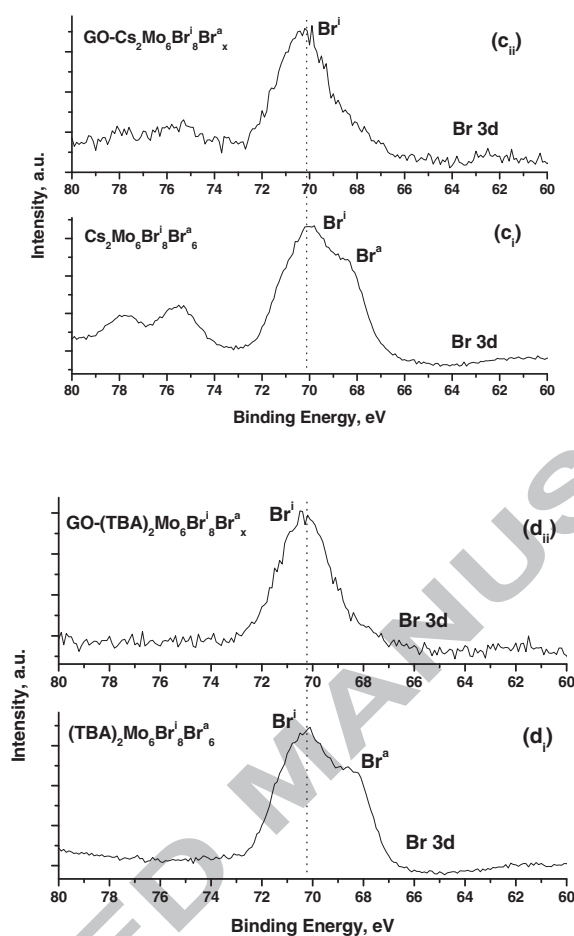 GO-Cs₂Mo₆Brⁱ₈Brᵃₓ
Brⁱ
(cᵢᵢ)
Br 3d
80 78 76 74 72 70 68 66 64 62 60
Intensity, a.u.
Cs₂Mo₆Brⁱ₈Brᵃ₆
Brⁱ
Brᵃ
(cᵢ)
Br 3d
80 78 76 74 72 70 68 66 64 62 60
Binding Energy, eV
GO-(TBA)₂Mo₆Brⁱ₈Brᵃₓ
Brⁱ
(dᵢᵢ)
Br 3d
80 78 76 74 72 70 68 66 64 62 60
Intensity, a.u.
(TBA)₂Mo₆Brⁱ₈Brᵃ₆
Brⁱ
Brᵃ
(dᵢ)
Br 3d
80 78 76 74 72 70 68 66 64 62 60
Binding Energy, eV
ED MANUS